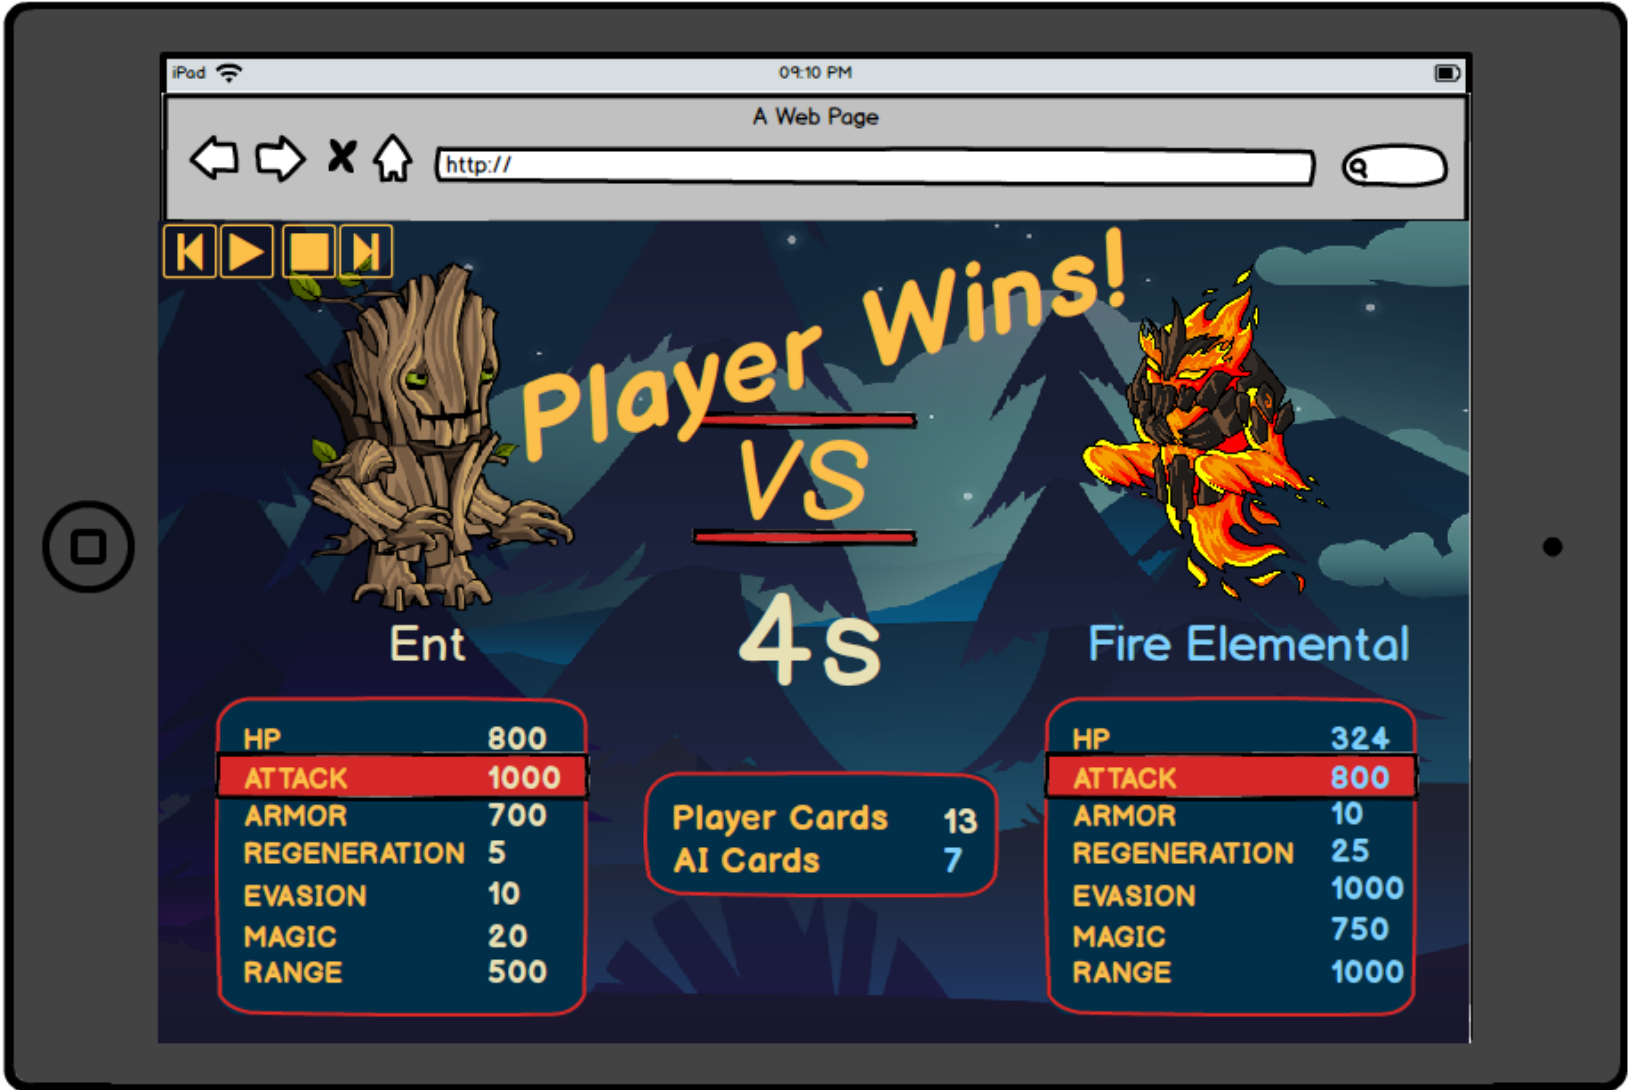 iPad
09:10 PM
A Web Page
http://
Player Wins!
VS
4s
Ent
HP 800
ATTACK 1000
ARMOR 700
REGENERATION 5
EVASION 10
MAGIC 20
RANGE 500
Player Cards 13
AI Cards 7
Fire Elemental
HP 324
ATTACK 800
ARMOR 10
REGENERATION 25
EVASION 1000
MAGIC 750
RANGE 1000